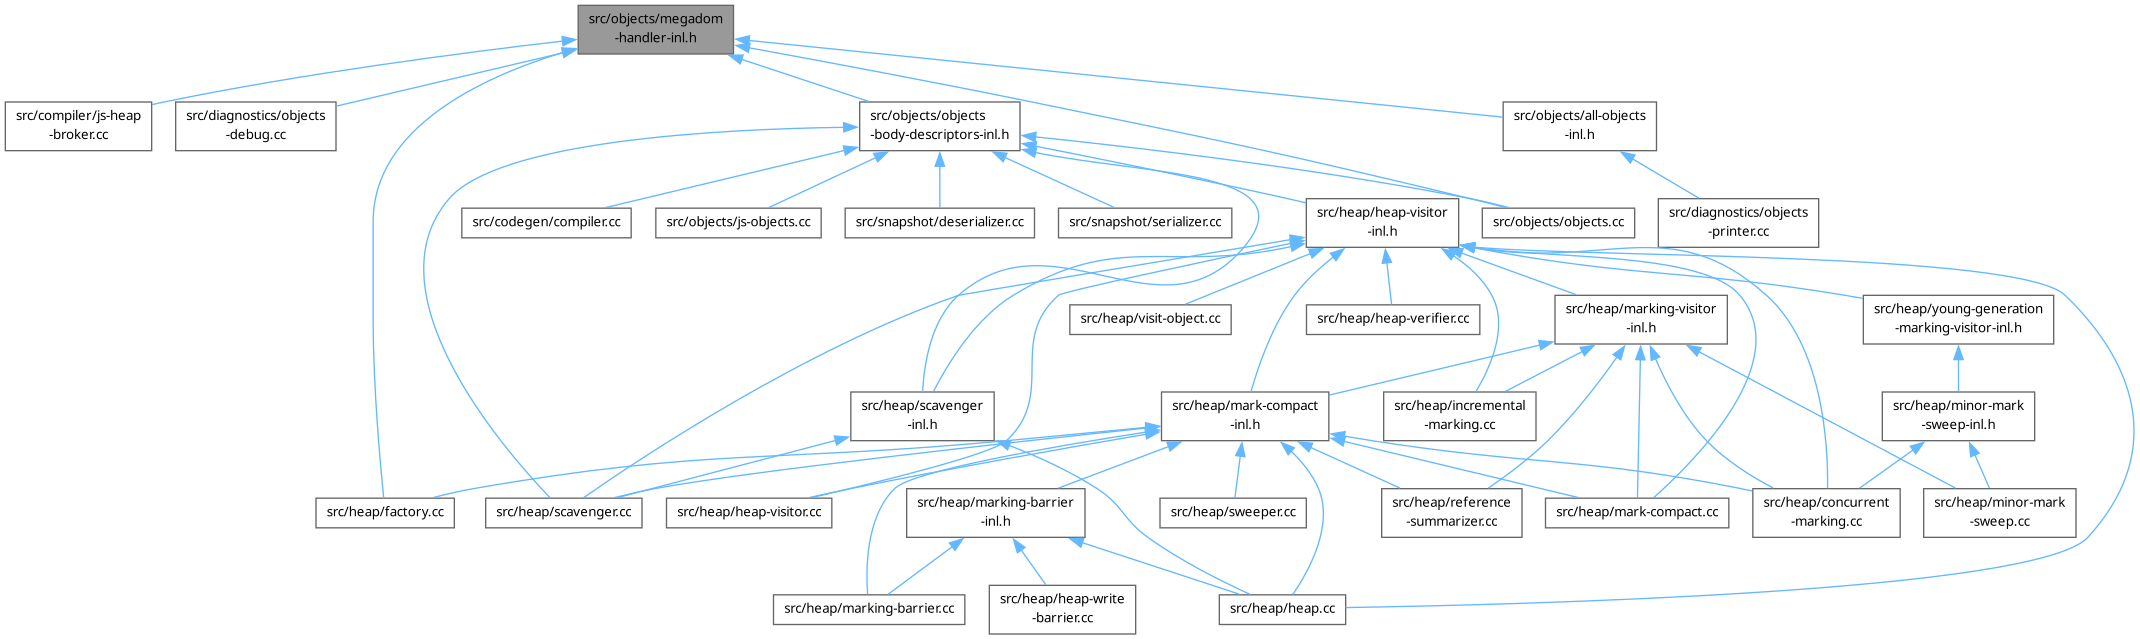 src/objects/megadom
-handler-inl.h
src/compiler/js-heap
-broker.cc
src/diagnostics/objects
-debug.cc
src/objects/objects
-body-descriptors-inl.h
src/objects/all-objects
-inl.h
src/codegen/compiler.cc
src/objects/js-objects.cc
src/snapshot/deserializer.cc
src/snapshot/serializer.cc
src/heap/heap-visitor
-inl.h
src/objects/objects.cc
src/diagnostics/objects
-printer.cc
src/heap/visit-object.cc
src/heap/heap-verifier.cc
src/heap/marking-visitor
-inl.h
src/heap/young-generation
-marking-visitor-inl.h
src/heap/scavenger
-inl.h
src/heap/mark-compact
-inl.h
src/heap/incremental
-marking.cc
src/heap/minor-mark
-sweep-inl.h
src/heap/factory.cc
src/heap/scavenger.cc
src/heap/heap-visitor.cc
src/heap/marking-barrier
-inl.h
src/heap/sweeper.cc
src/heap/reference
-summarizer.cc
src/heap/mark-compact.cc
src/heap/concurrent
-marking.cc
src/heap/minor-mark
-sweep.cc
src/heap/marking-barrier.cc
src/heap/heap-write
-barrier.cc
src/heap/heap.cc